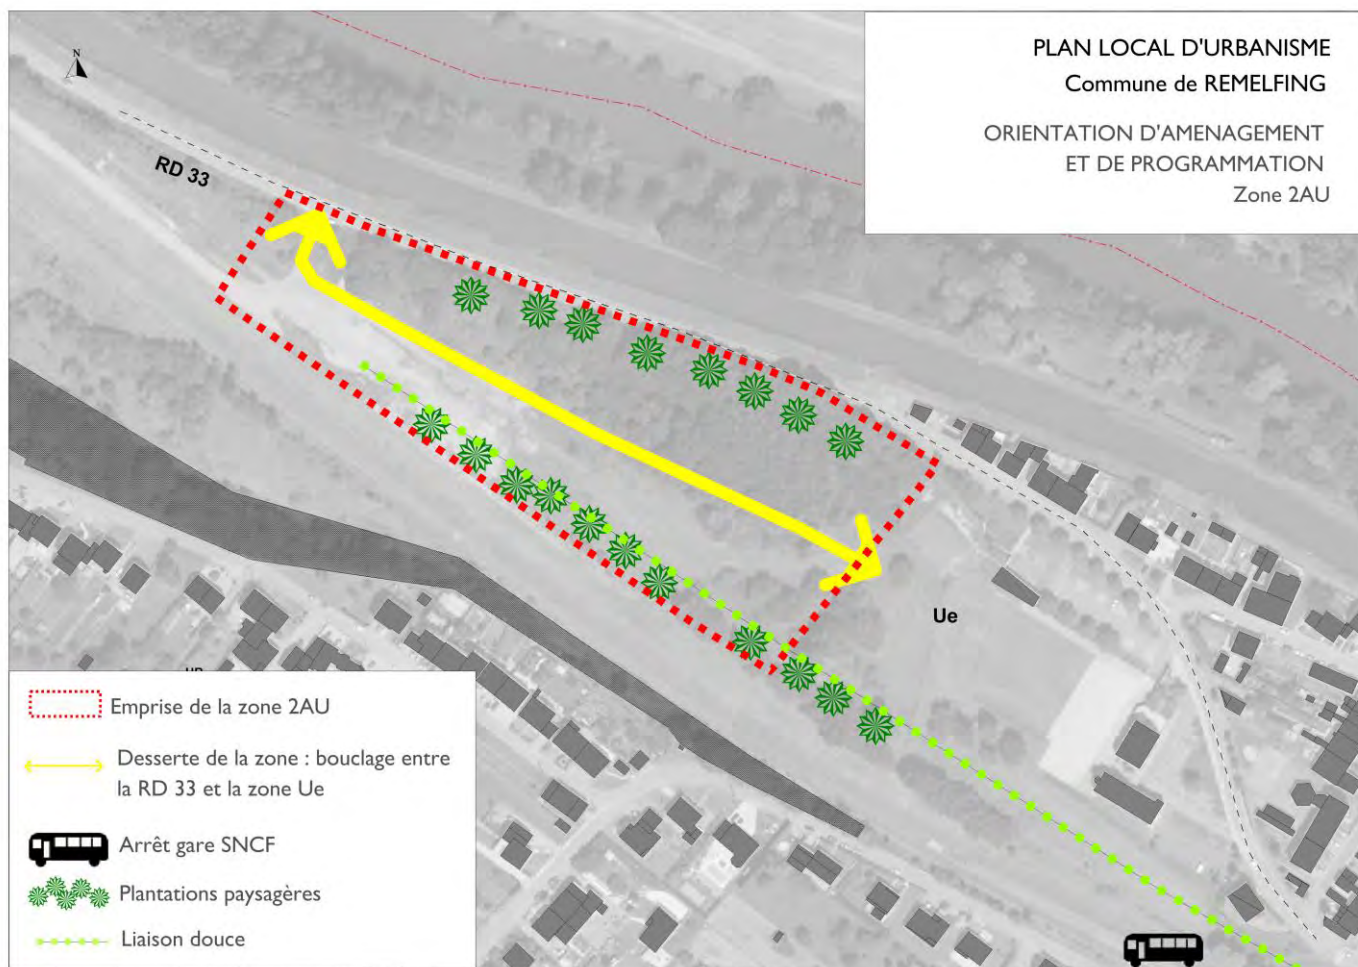 PLAN LOCAL D'URBANISME
Commune de REMELFING
ORIENTATION D'AMENAGEMENT
ET DE PROGRAMMATION
Zone 2AU
N
RD 33
Ue
Emprise de la zone 2AU
Desserte de la zone : bouclage entre
la RD 33 et la zone Ue
Arrêt gare SNCF
Plantations paysagères
Liaison douce